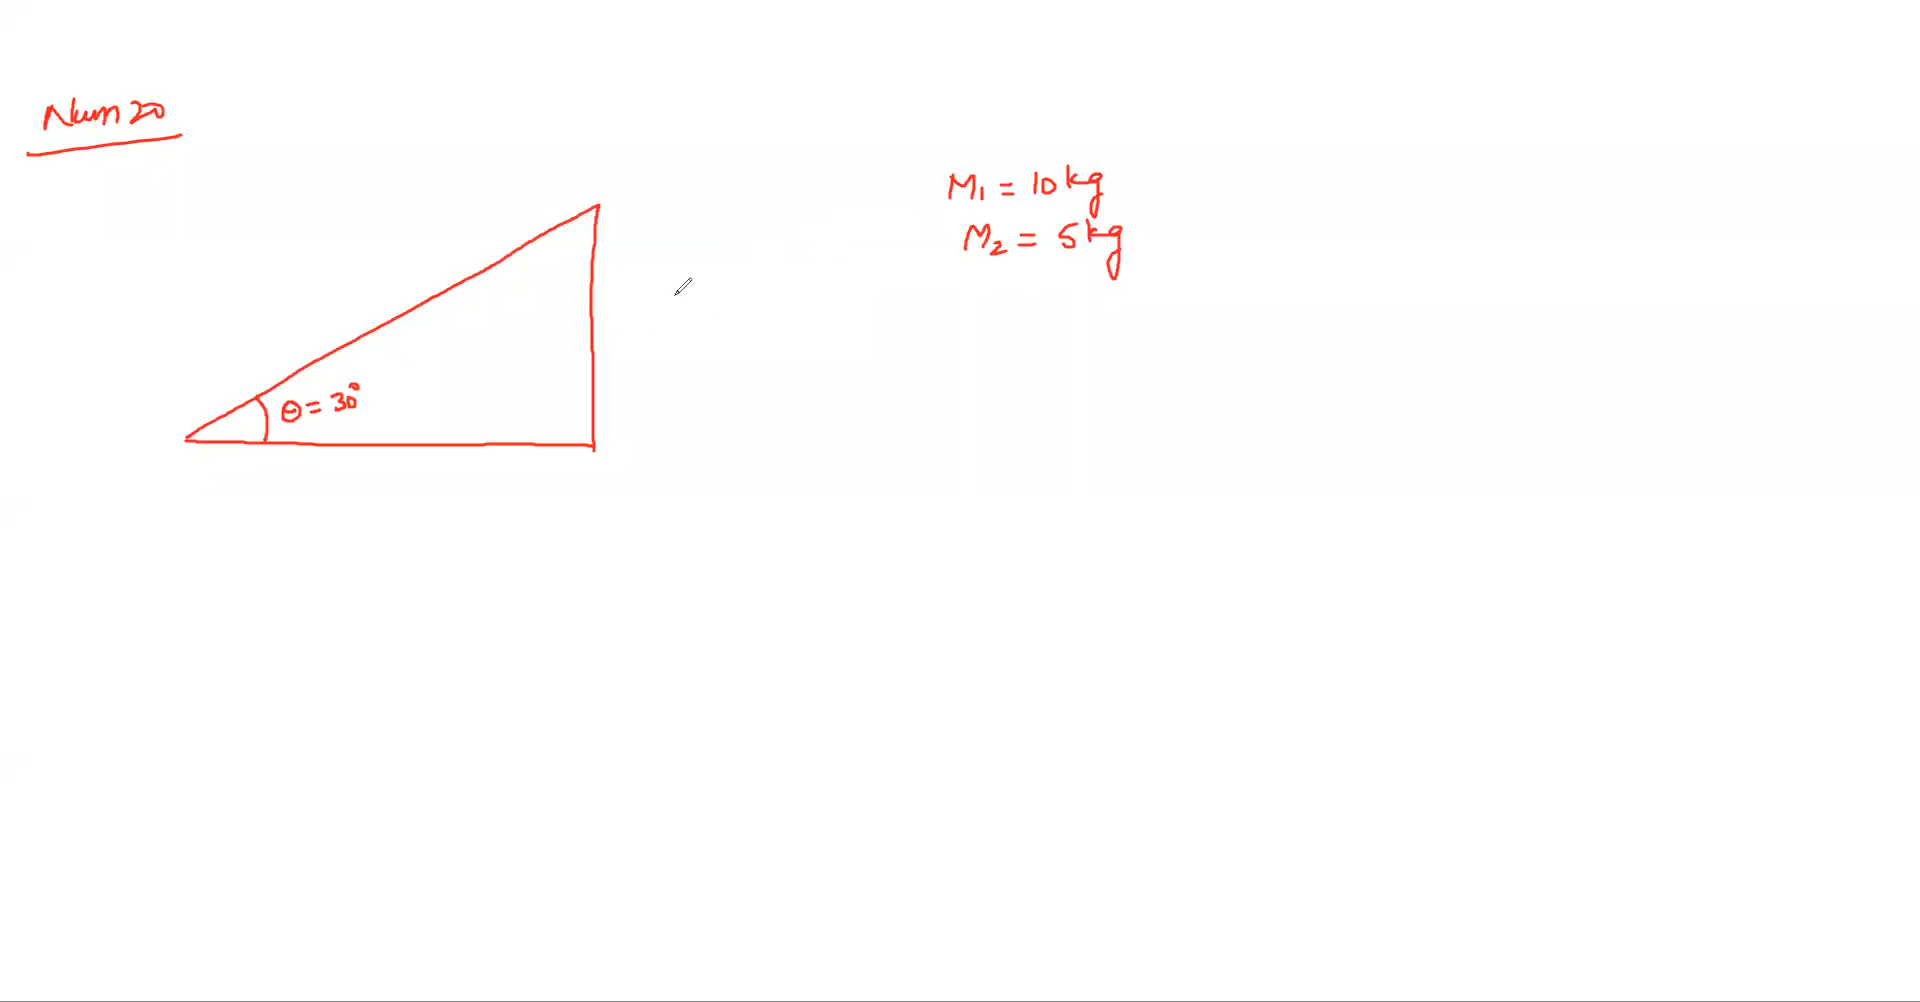 Num 20
M₁ = 10 kg
M₂ = 5 kg
θ = 30°